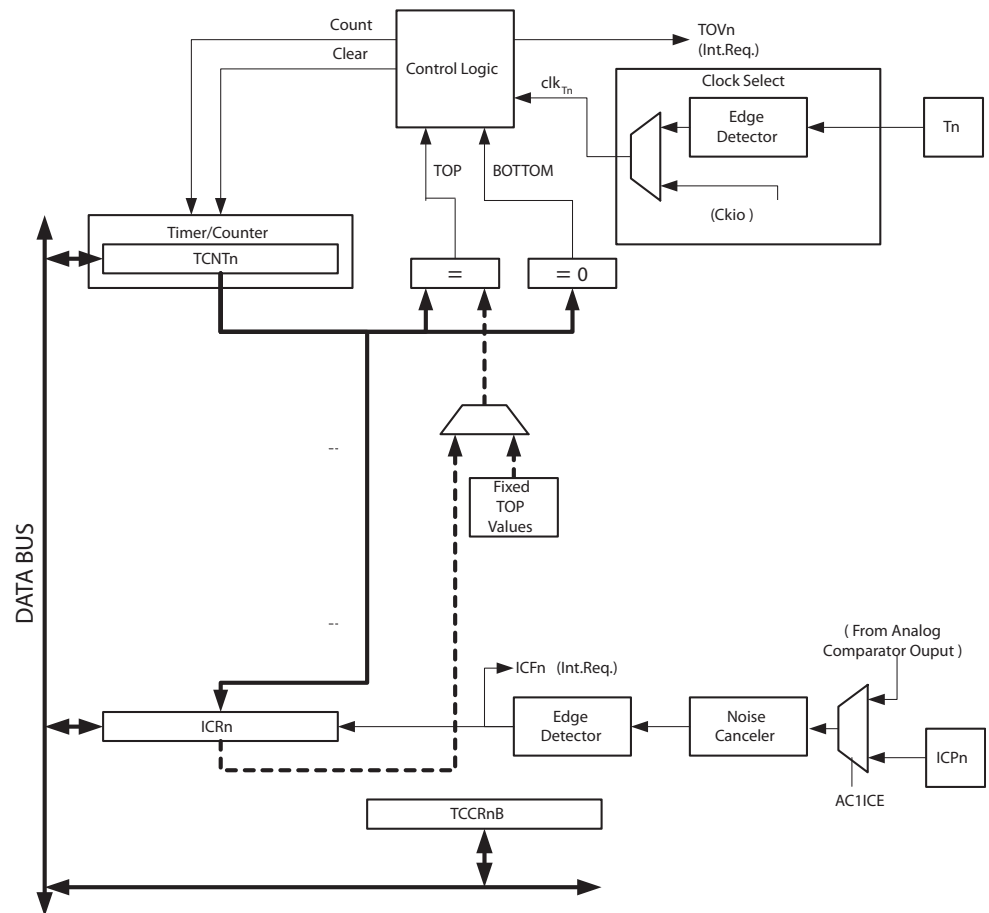 Count
Clear
Control Logic
TOVn
(Int.Req.)
clkTn
Clock Select
Edge
Detector
Tn
TOP
BOTTOM
(Ckio )
Timer/Counter
TCNTn
=
= 0
--
Fixed
TOP
Values
DATA BUS
--
( From Analog
Comparator Ouput )
ICFn (Int.Req.)
ICRn
Edge
Detector
Noise
Canceler
ICPn
AC1ICE
TCCRnB